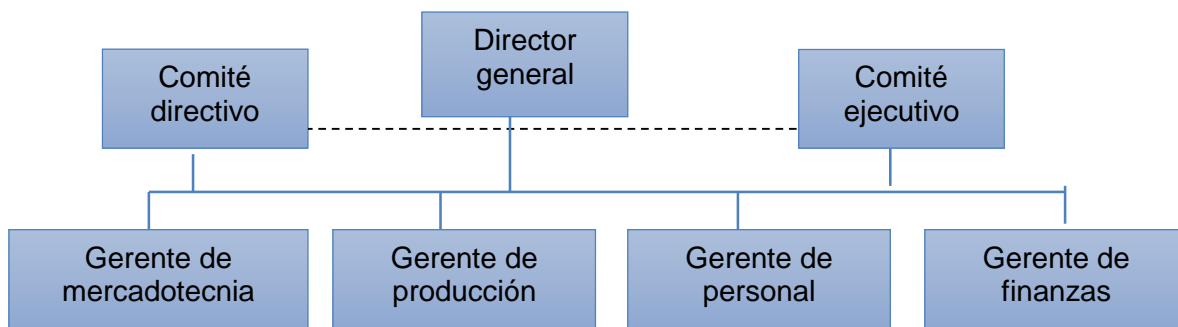 Director
general
Comité
directivo
Comité
ejecutivo
Gerente de
mercadotecnia
Gerente de
producción
Gerente de
personal
Gerente de
finanzas